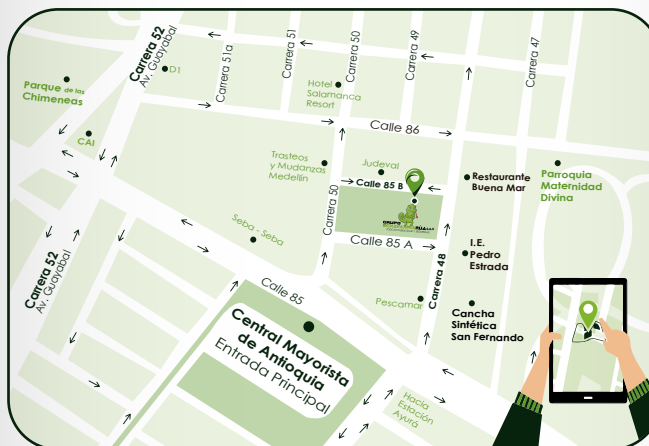 Carrera 52
Av. Guayabal
D1
Carrera 51a
Carrera 51
Carrera 50
Carrera 49
Carrera 47
Parque de las
Chimeneas
Hotel
Salamanca
Resort
CAI
Calle 86
Trasteos
y Mudanzas
Medellín
Judeval
Calle 85 B
Restaurante
Buena Mar
Parroquia
Maternidad
Divina
Carrera 50
GRUPO
Seba - Seba
Calle 85 A
I.E.
Pedro
Estrada
Carrera 52
Av. Guayabal
Carrera 48
Calle 85
Pescamar
Cancha
Sintética
San Fernando
Central Mayorista
de Antioquia
Entrada Principal
Hacia
Estación
Ayurá